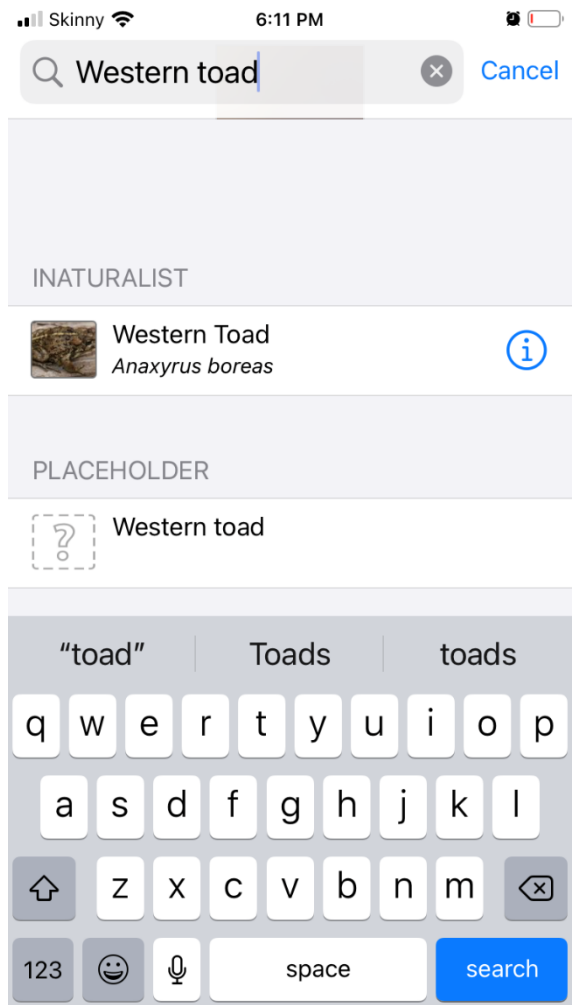 Skinny 6:11 PM
Western toad Cancel
INATURALIST
Western Toad
Anaxyrus boreas
PLACEHOLDER
Western toad
“toad” Toads toads
q w e r t y u i o p
a s d f g h j k l
z x c v b n m
123 space search